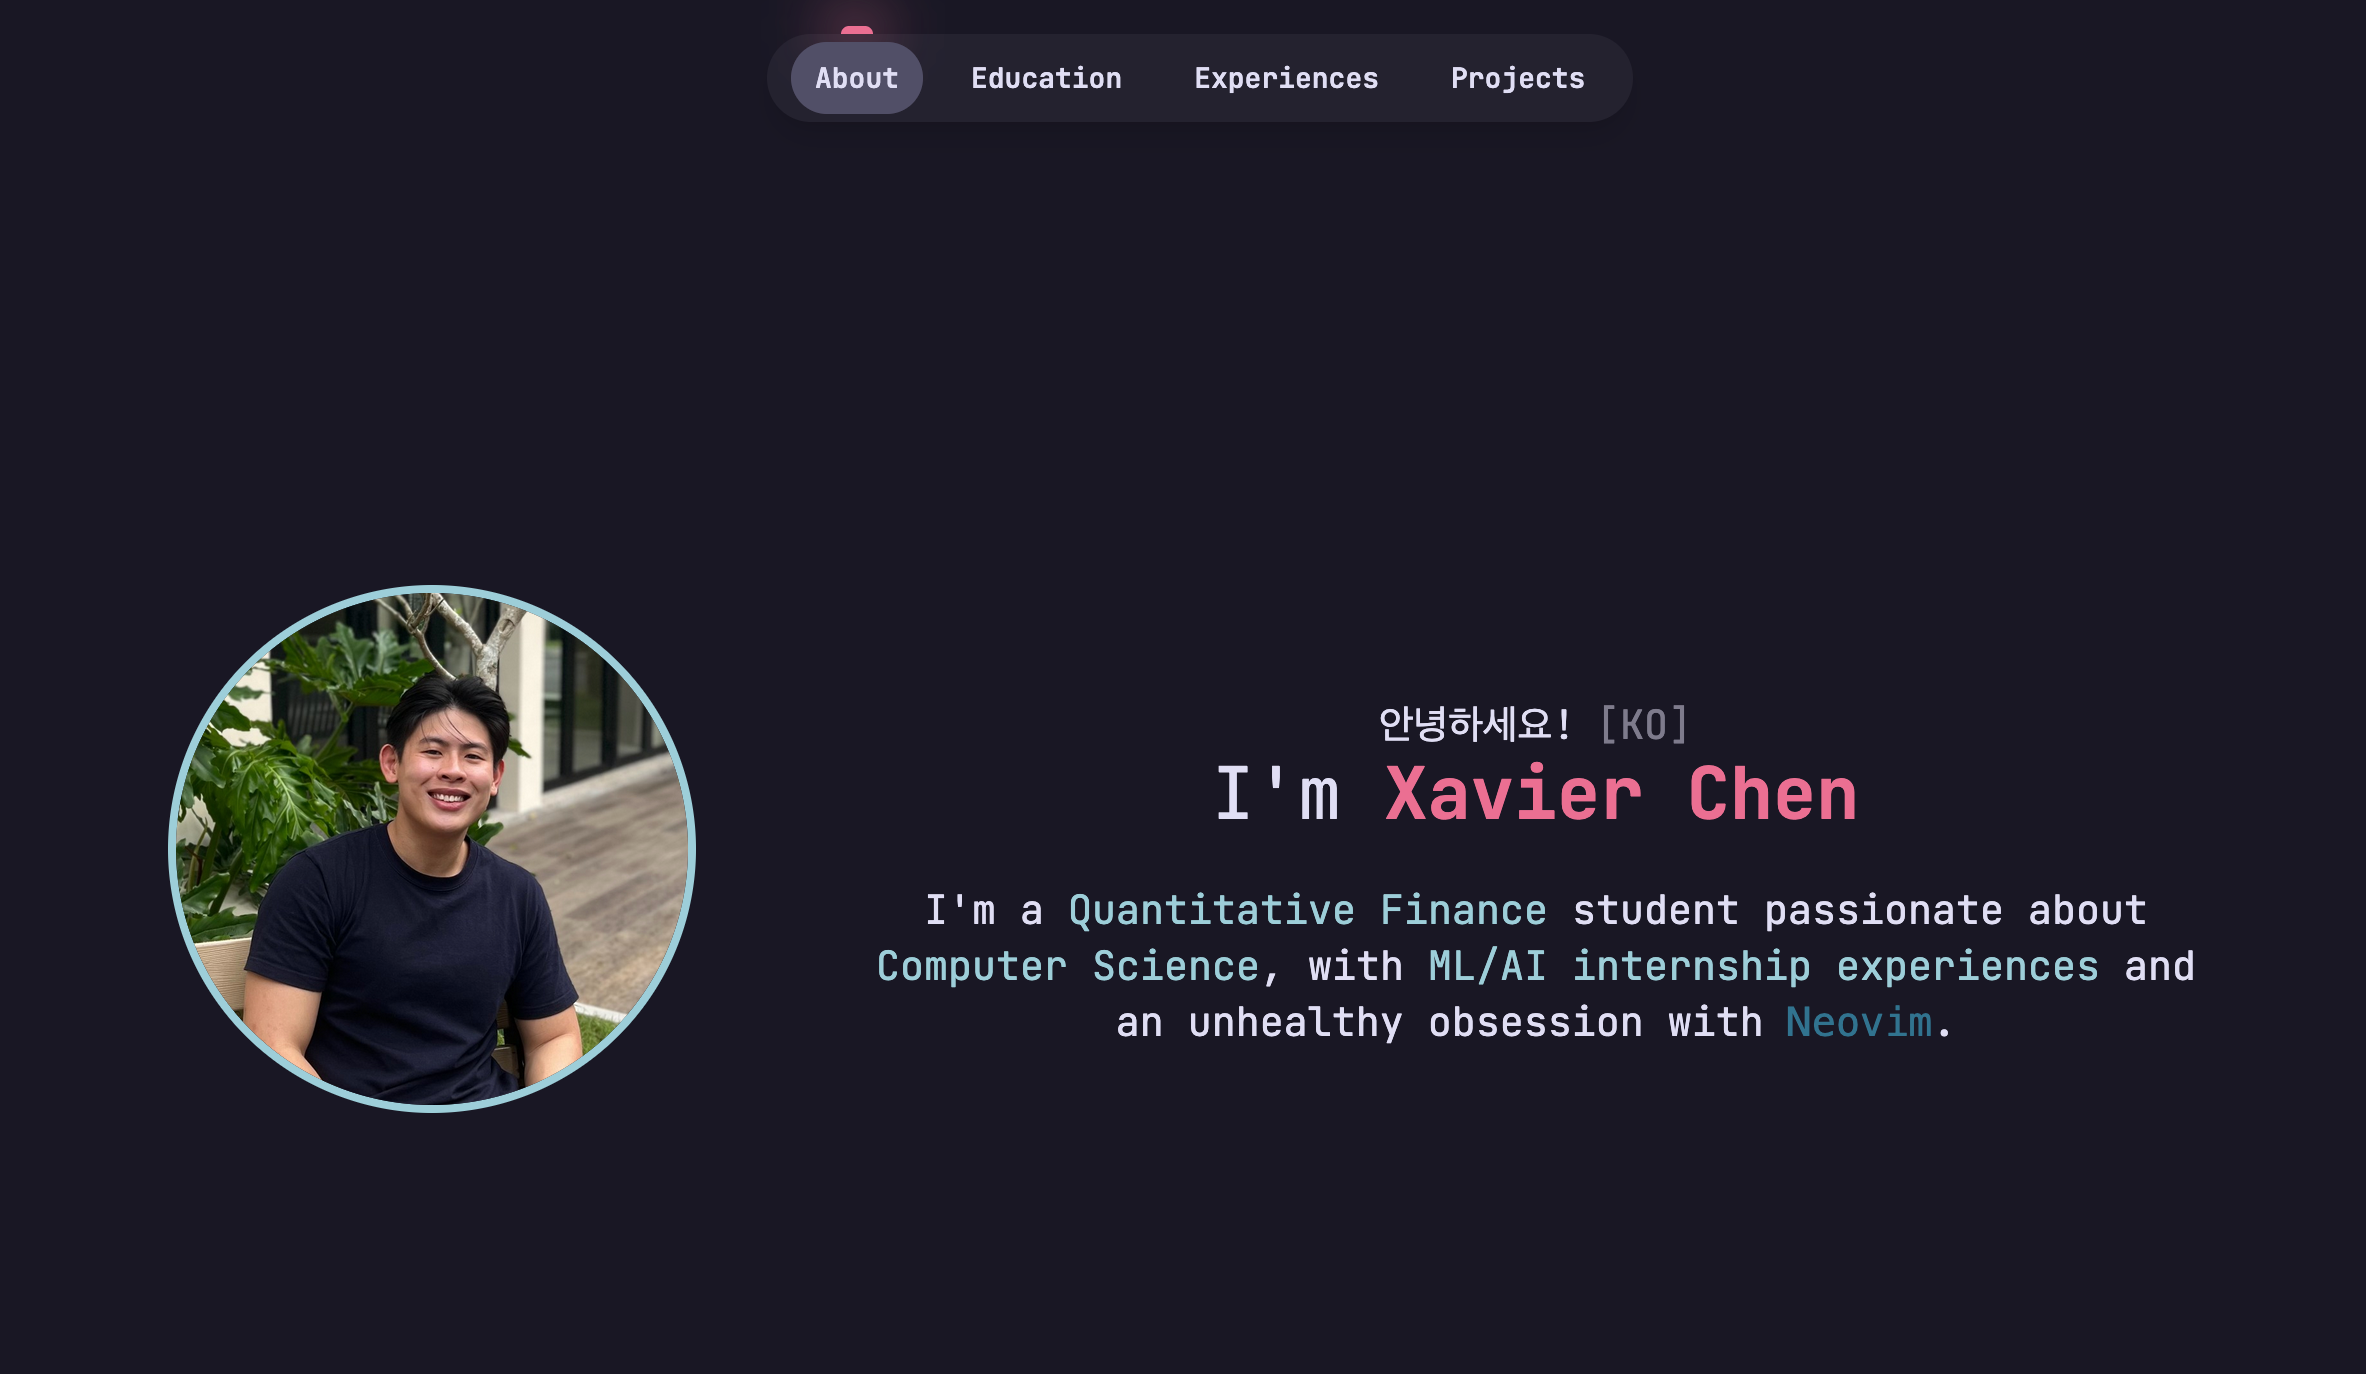 About Education Experiences Projects
안녕하세요! [KO]
I'm Xavier Chen
I'm a Quantitative Finance student passionate about
Computer Science, with ML/AI internship experiences and
an unhealthy obsession with Neovim.